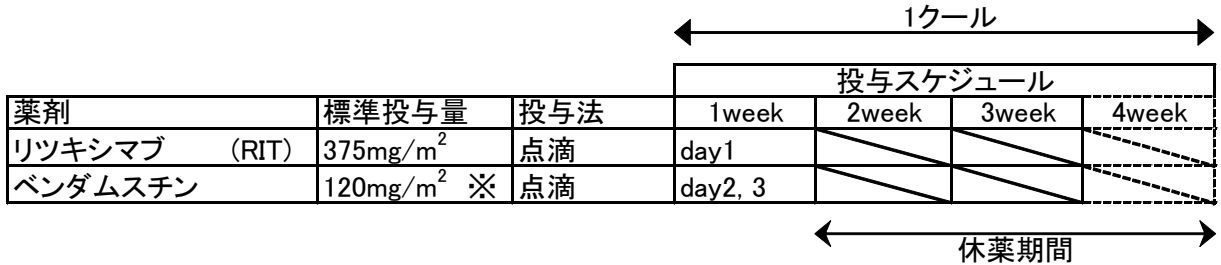 1クール
投与スケジュール
薬剤 標準投与量 投与法 1week 2week 3week 4week
リツキシマブ (RIT) 375mg/m² 点滴 day1
ベンダムスチン 120mg/m² ※ 点滴 day2, 3
休薬期間